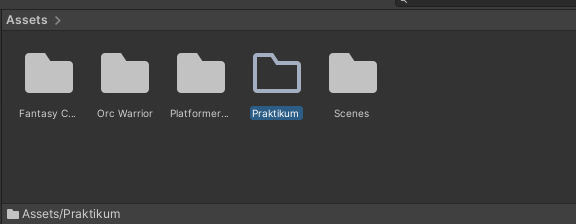 Assets
Fantasy C...
Orc Warrior
Platformer...
Praktikum
Scenes
Assets/Praktikum